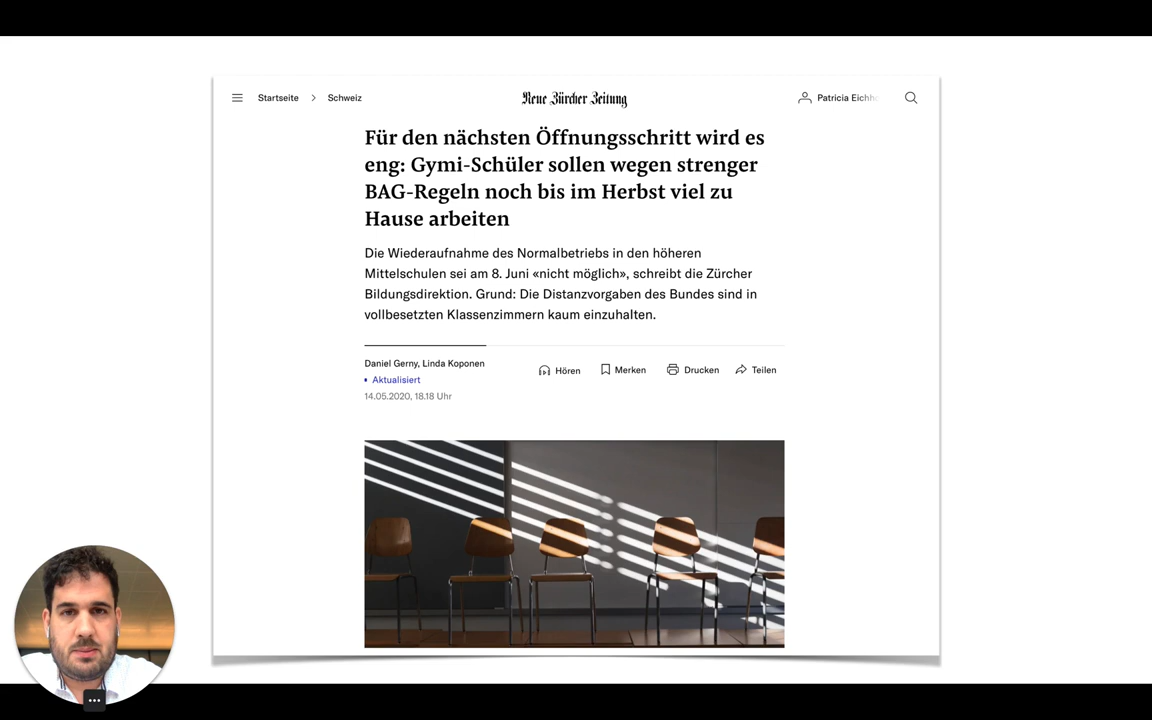 Startseite > Schweiz
Neue Zürcher Zeitung
Patricia Eichh
Für den nächsten Öffnungsschritt wird es
eng: Gymi-Schüler sollen wegen strenger
BAG-Regeln noch bis im Herbst viel zu
Hause arbeiten
Die Wiederaufnahme des Normalbetriebs in den höheren
Mittelschulen sei am 8. Juni «nicht möglich», schreibt die Zürcher
Bildungsdirektion. Grund: Die Distanzvorgaben des Bundes sind in
vollbesetzten Klassenzimmern kaum einzuhalten.
Daniel Gerny, Linda Koponen
Hören
Merken
Drucken
Teilen
Aktualisiert
14.05.2020, 18.18 Uhr